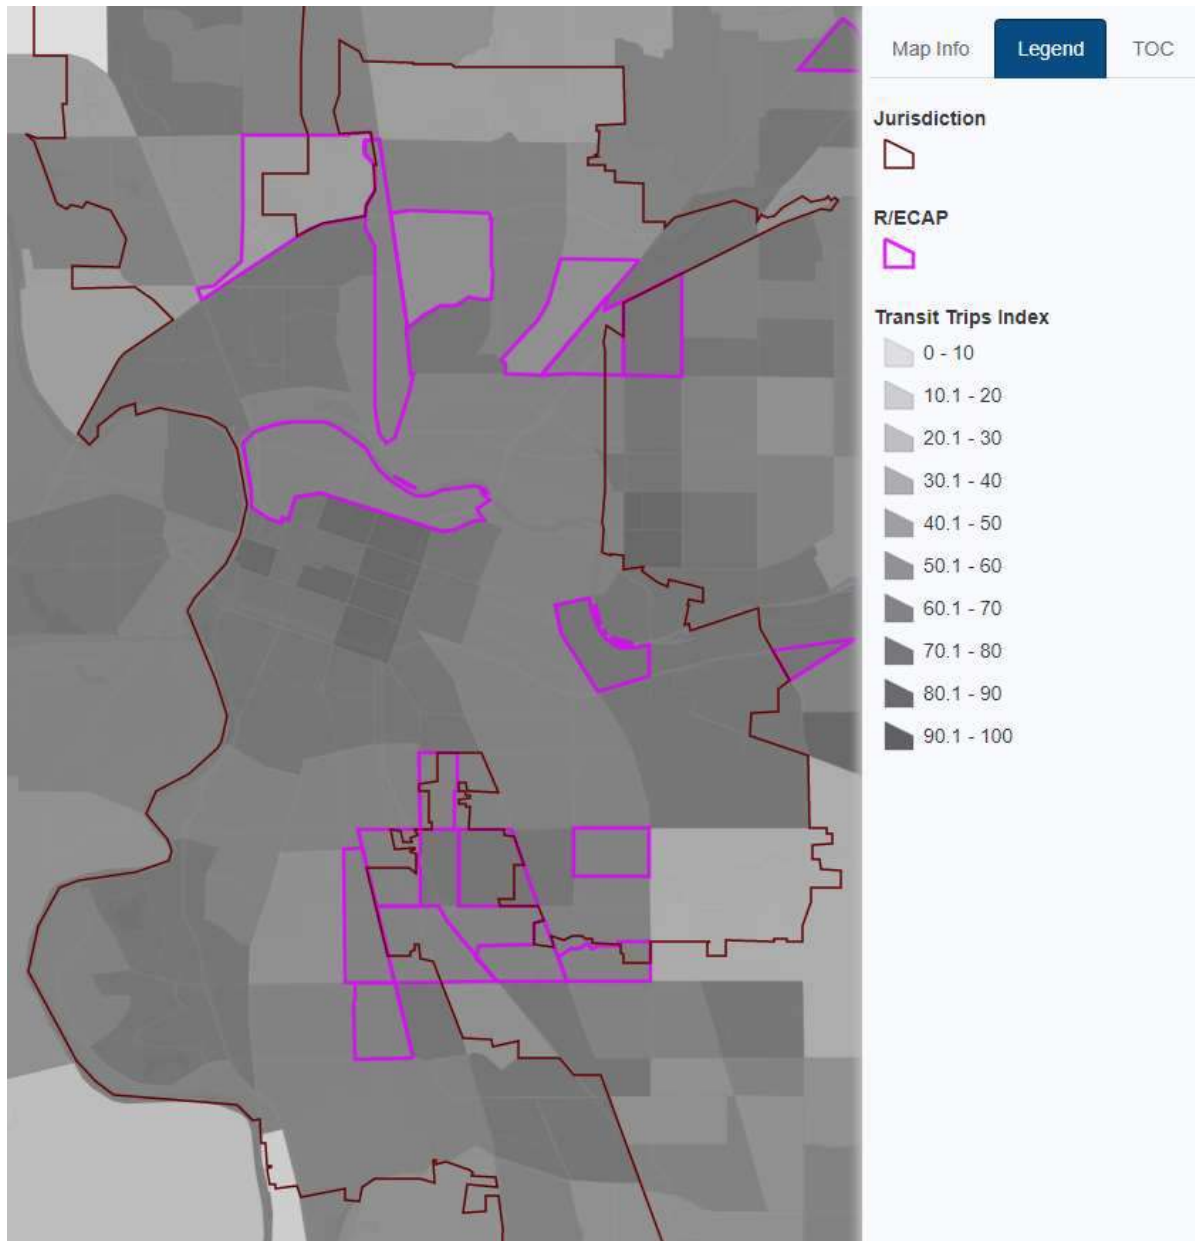 Map Info Legend TOC
Jurisdiction
R/ECAP
Transit Trips Index
0 - 10
10.1 - 20
20.1 - 30
30.1 - 40
40.1 - 50
50.1 - 60
60.1 - 70
70.1 - 80
80.1 - 90
90.1 - 100